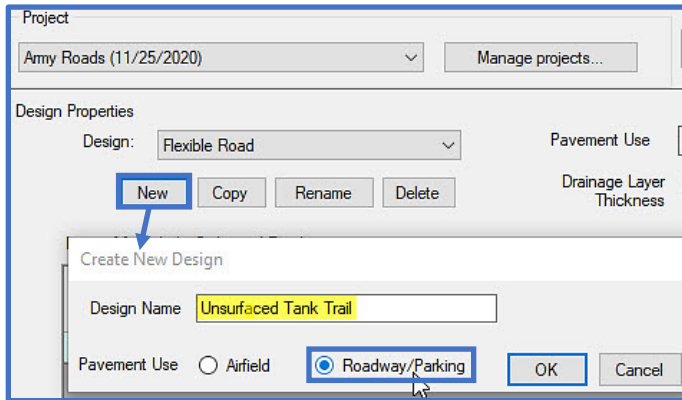 Project
Army Roads (11/25/2020)
Manage projects...
Design Properties
Design:
Flexible Road
Pavement Use
New
Copy
Rename
Delete
Drainage Layer
Thickness
Create New Design
Design Name
Unsurfaced Tank Trail
Pavement Use
Airfield
Roadway/Parking
OK
Cancel